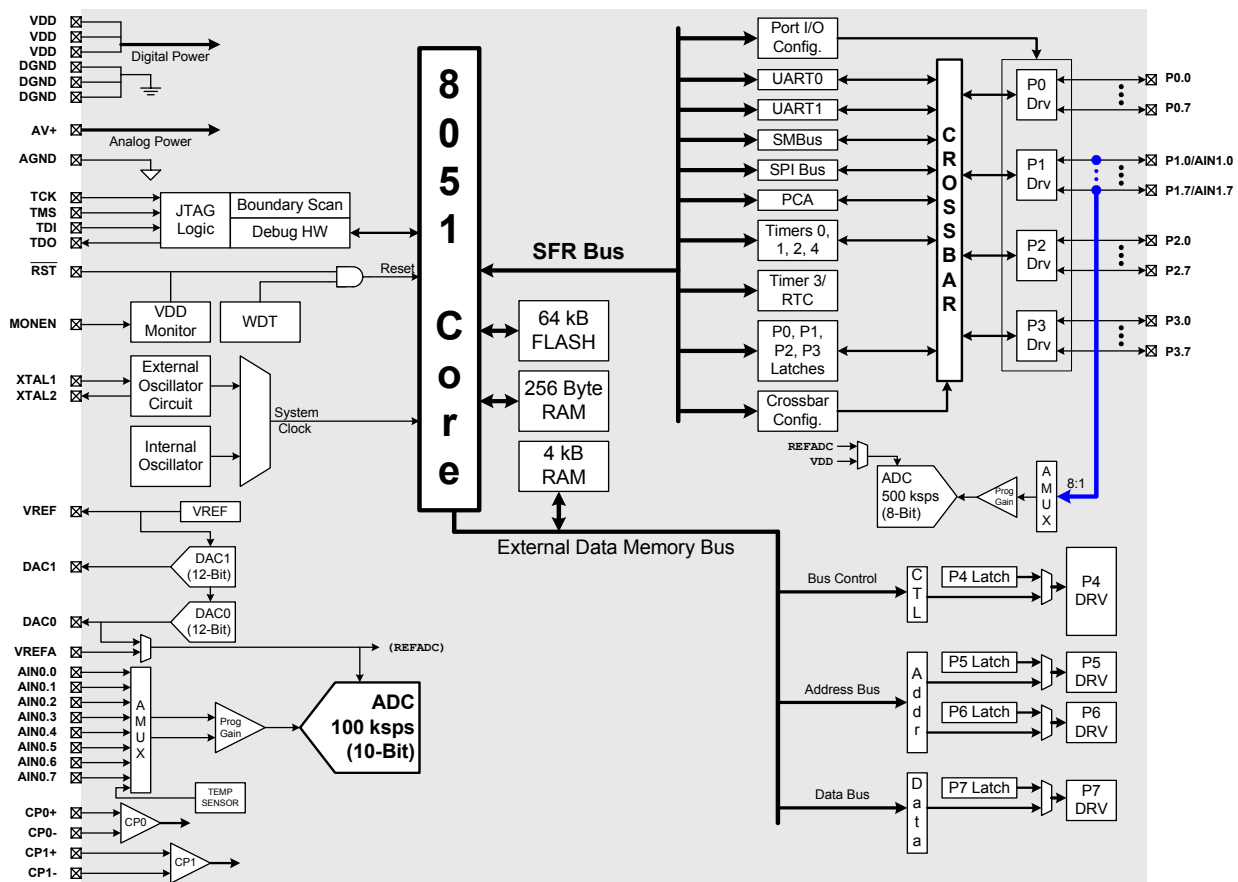 VDD
VDD
VDD
Digital Power
DGND
DGND
DGND
AV+
Analog Power
AGND
TCK
TMS
TDI
TDO
JTAG
Logic
Boundary Scan
Debug HW
RST
Reset
MONEN
VDD
Monitor
WDT
XTAL1
XTAL2
External
Oscillator
Circuit
System
Clock
Internal
Oscillator
VREF
VREF
DAC1
DAC1
(12-Bit)
DAC0
DAC0
(12-Bit)
VREFA
(REFADC)
AIN0.0
AIN0.1
AIN0.2
AIN0.3
AIN0.4
AIN0.5
AIN0.6
AIN0.7
AMUX
Prog
Gain
ADC
100 ksps
(10-Bit)
TEMP
SENSOR
CP0+
CP0-
CP0
CP1+
CP1-
CP1
8051 Core
SFR Bus
64 kB
FLASH
256 Byte
RAM
4 kB
RAM
External Data Memory Bus
Port I/O
Config.
UART0
UART1
SMBus
SPI Bus
PCA
Timers 0,
1, 2, 4
Timer 3/
RTC
P0, P1,
P2, P3
Latches
Crossbar
Config.
CROSSBAR
P0
Drv
P1
Drv
P2
Drv
P3
Drv
P0.0
P0.7
P1.0/AIN1.0
P1.7/AIN1.7
P2.0
P2.7
P3.0
P3.7
REFADC
VDD
ADC
500 ksps
(8-Bit)
Prog
Gain
AMUX
8:1
Bus Control
CTL
P4 Latch
P4
DRV
Address Bus
Addr
P5 Latch
P5
DRV
P6 Latch
P6
DRV
Data Bus
Data
P7 Latch
P7
DRV